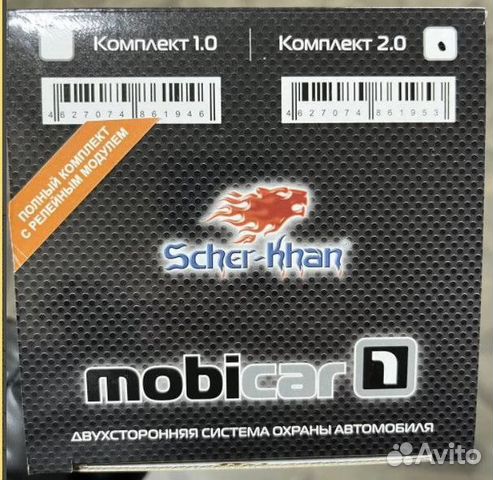 Комплект 1.0
Комплект 2.0
4627074861946
4627074861953
ПОЛНЫЙ КОМПЛЕКТ
С РЕЛЕЙНЫМ МОДУЛЕМ
Scher-Khan
mobicar 1
ДВУХСТОРОННЯЯ СИСТЕМА ОХРАНЫ АВТОМОБИЛЯ
Avito